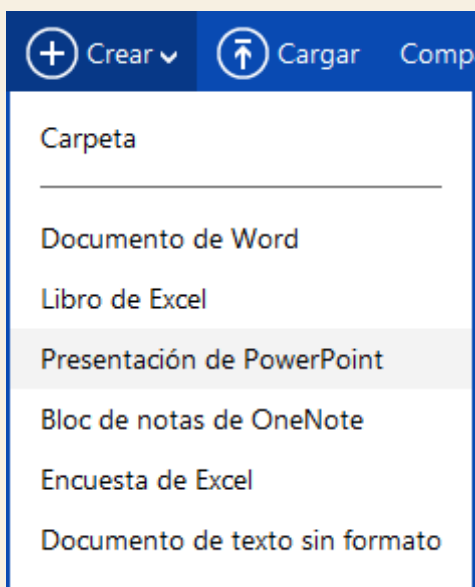 Crear Cargar Comp
Carpeta
Documento de Word
Libro de Excel
Presentación de PowerPoint
Bloc de notas de OneNote
Encuesta de Excel
Documento de texto sin formato